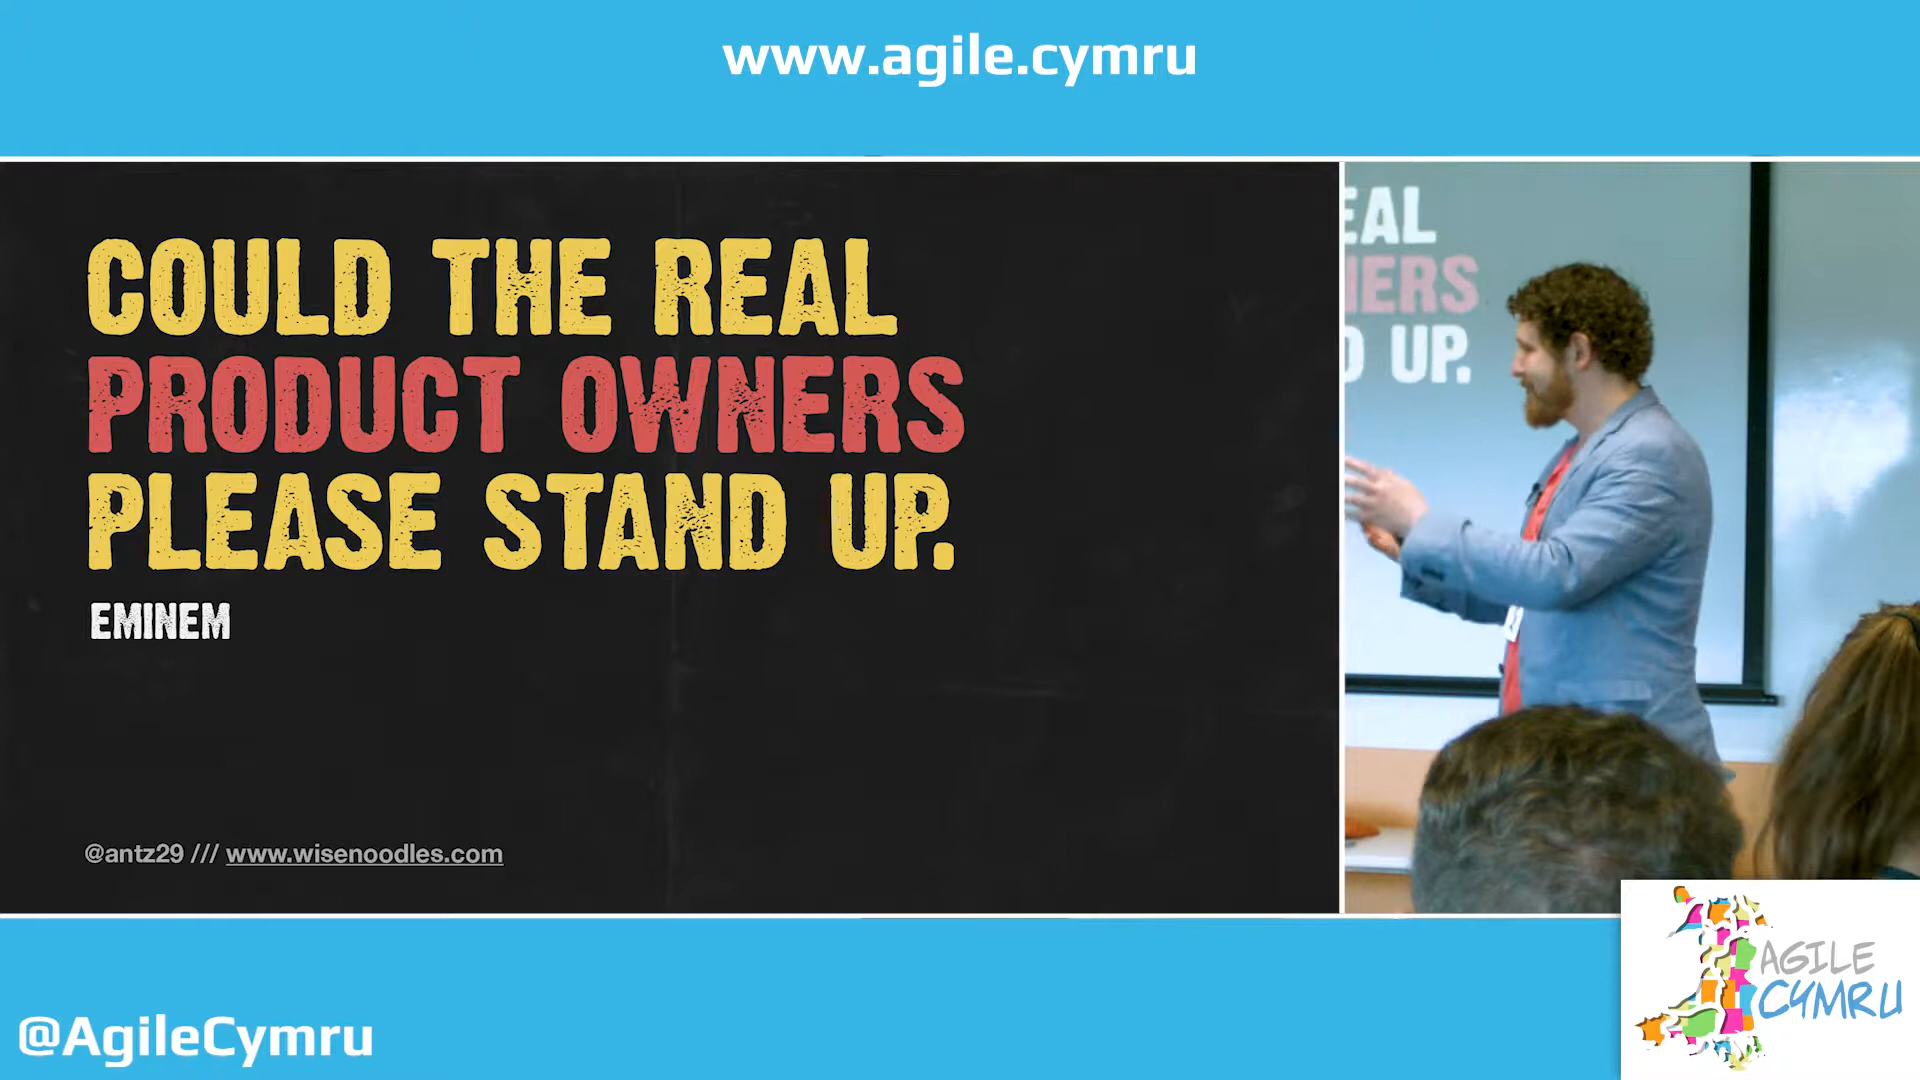 www.agile.cymru
COULD THE REAL
PRODUCT OWNERS
PLEASE STAND UP.
EMINEM
@antz29 /// www.wisenoodles.com
EAL
NERS
D UP.
@AgileCymru
AGILE
CYMRU